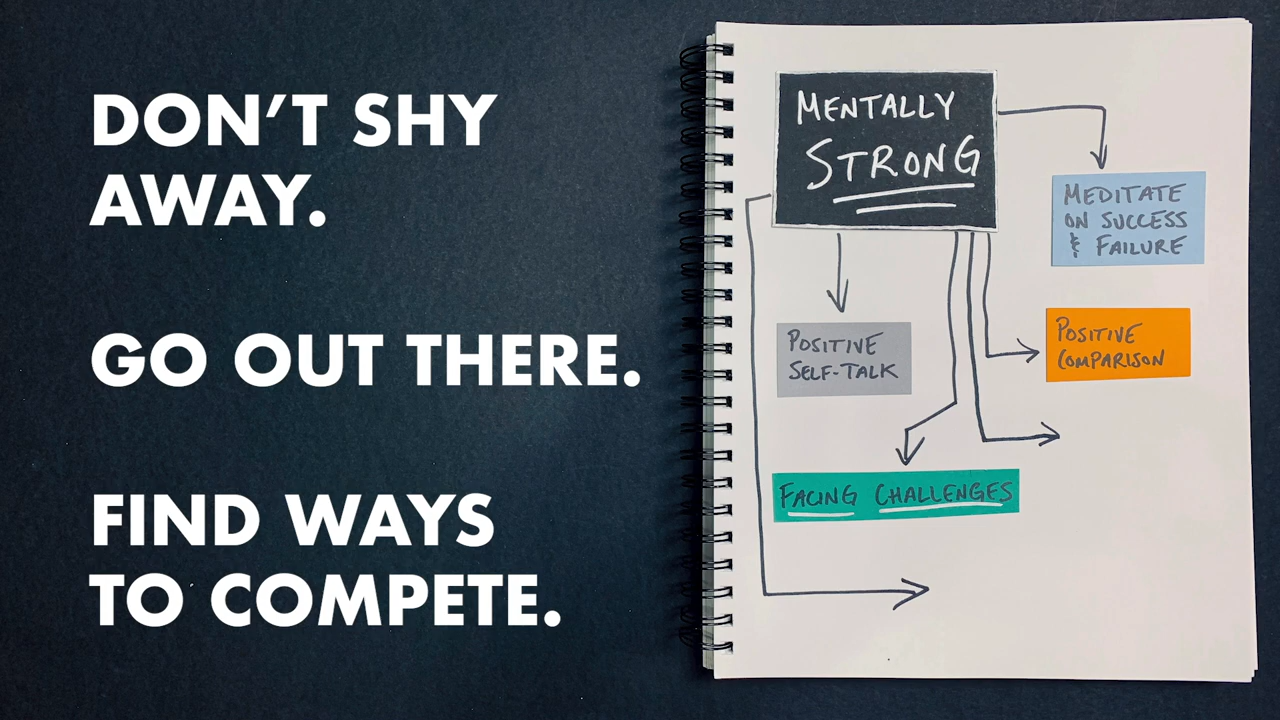 DON'T SHY
AWAY.
GO OUT THERE.
FIND WAYS
TO COMPETE.
MENTALLY
STRONG
MEDITATE
ON SUCCESS
& FAILURE
POSITIVE
SELF-TALK
POSITIVE
COMPARISON
FACING CHALLENGES